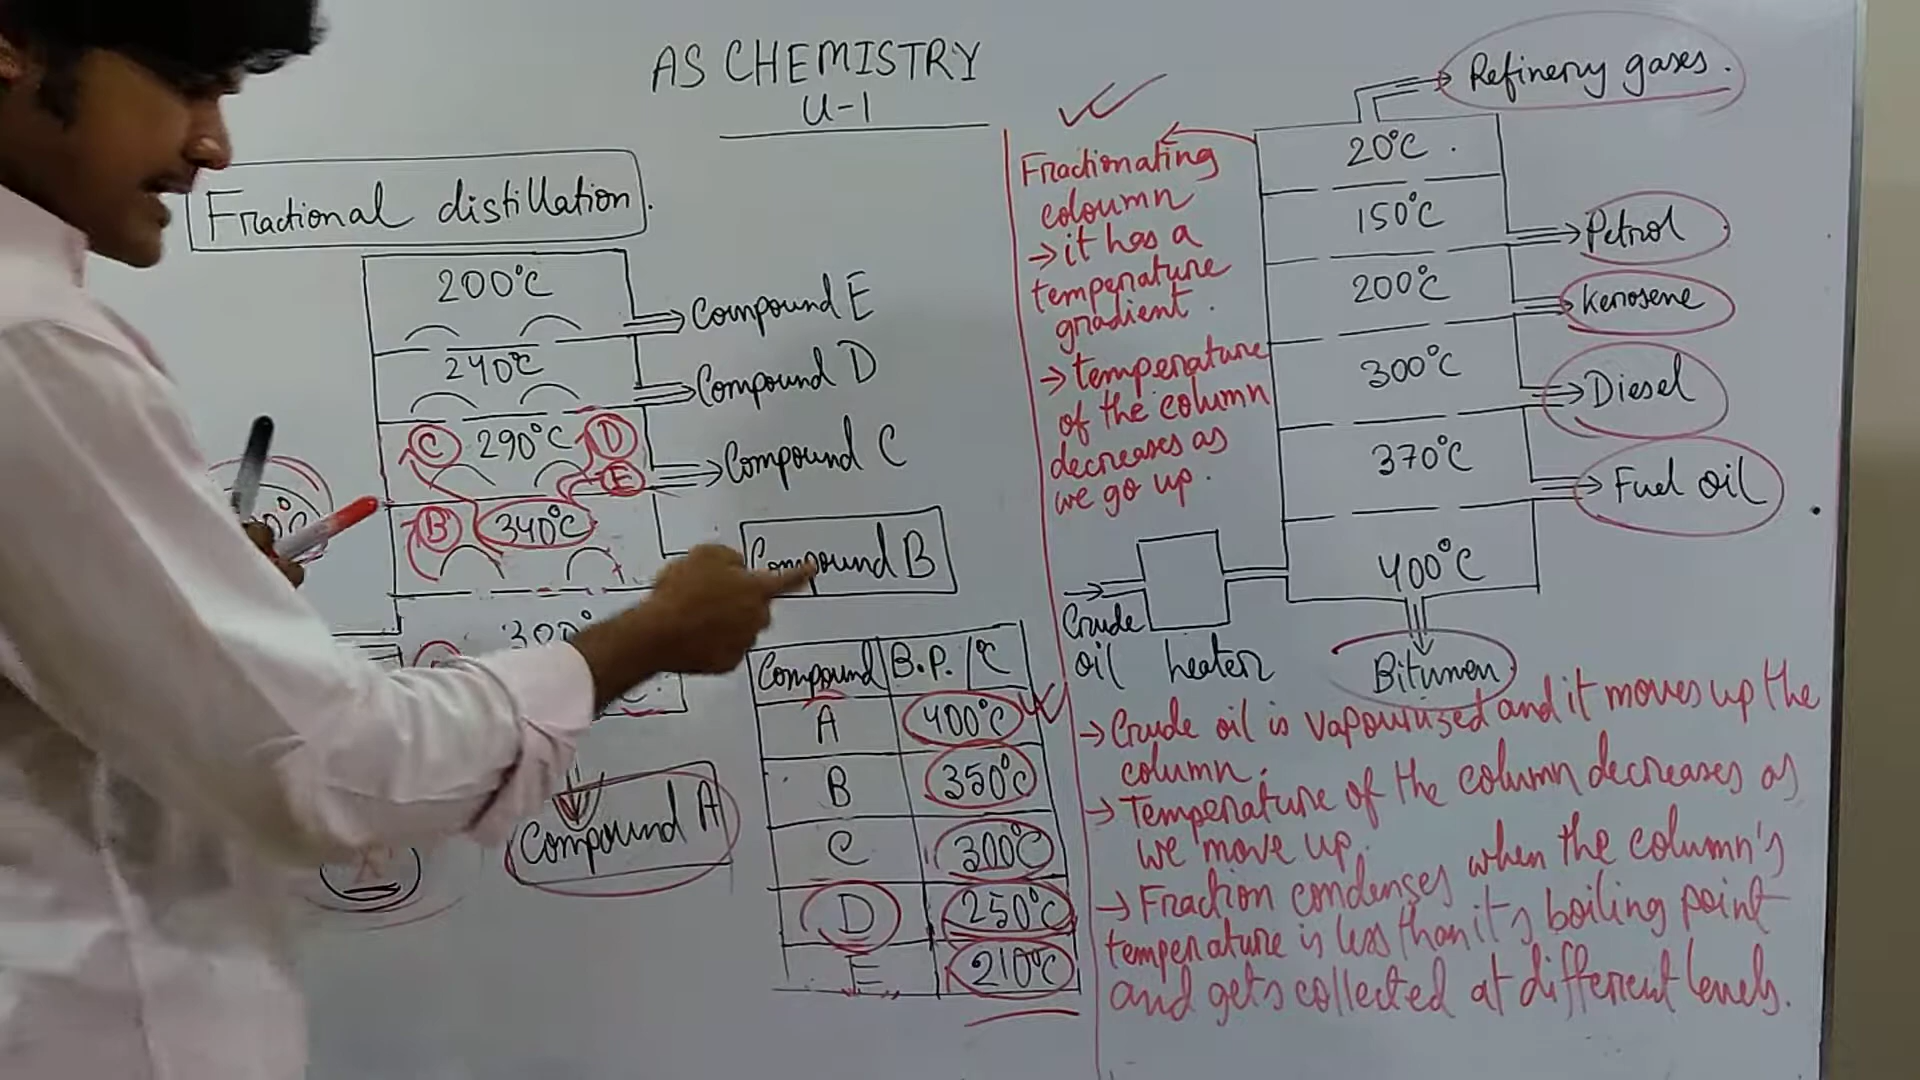 AS CHEMISTRY
U-1
Fractional distillation.
200°C
Compound E
240°C
Compound D
C 290°C D
E
Compound C
B 340°C
Compound B
Compound A
Compound B.P./°C
A 400°C
B 350°C
C 300°C
D 250°C
E 210°C
Fractionating
coloumn
→ it has a
temperature
gradient.
→ temperature
of the column
decreases as
we go up.
Refinery gases.
20°C.
150°C
Petrol
200°C
Kerosene
300°C
Diesel
370°C
Fuel oil
400°C
Crude
oil heater
Bitumen
→ Crude oil is vapourized and it moves up the
column.
→ Temperature of the column decreases as
we move up.
→ Fraction condenses when the column's
temperature is less than it's boiling point
and gets collected at different levels.